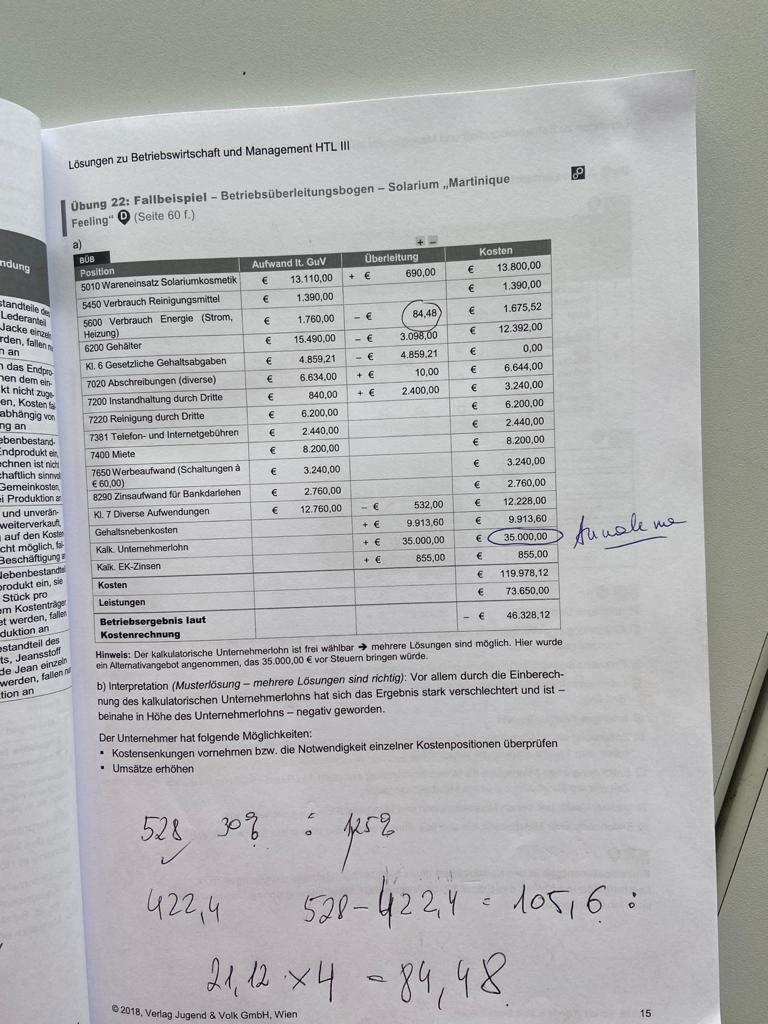 Lösungen zu Betriebswirtschaft und Management HTL III
Übung 22: Fallbeispiel – Betriebsüberleitungsbogen – Solarium „Martinique
Feeling“ D (Seite 60 f.)
a)
+ –
BÜB
Position Aufwand lt. GuV Überleitung Kosten
5010 Wareneinsatz Solariumkosmetik € 13.110,00 + € 690,00 € 13.800,00
5450 Verbrauch Reinigungsmittel € 1.390,00 € 1.390,00
5600 Verbrauch Energie (Strom,
Heizung) € 1.760,00 – € 84,48 € 1.675,52
6200 Gehälter € 15.490,00 – € 3.098,00 € 12.392,00
Kl. 6 Gesetzliche Gehaltsabgaben € 4.859,21 – € 4.859,21 € 0,00
7020 Abschreibungen (diverse) € 6.634,00 + € 10,00 € 6.644,00
7200 Instandhaltung durch Dritte € 840,00 + € 2.400,00 € 3.240,00
7220 Reinigung durch Dritte € 6.200,00 € 6.200,00
7381 Telefon- und Internetgebühren € 2.440,00 € 2.440,00
7400 Miete € 8.200,00 € 8.200,00
7650 Werbeaufwand (Schaltungen à
€ 60,00) € 3.240,00 € 3.240,00
8290 Zinsaufwand für Bankdarlehen € 2.760,00 € 2.760,00
Kl. 7 Diverse Aufwendungen € 12.760,00 – € 532,00 € 12.228,00
Gehaltsnebenkosten + € 9.913,60 € 9.913,60
Kalk. Unternehmerlohn + € 35.000,00 € 35.000,00 Annahme
Kalk. EK-Zinsen + € 855,00 € 855,00
Kosten € 119.978,12
Leistungen € 73.650,00
Betriebsergebnis laut
Kostenrechnung – € 46.328,12
Hinweis: Der kalkulatorische Unternehmerlohn ist frei wählbar ➔ mehrere Lösungen sind möglich. Hier wurde
ein Alternativangebot angenommen, das 35.000,00 € vor Steuern bringen würde.
b) Interpretation (Musterlösung – mehrere Lösungen sind richtig): Vor allem durch die Einberech-
nung des kalkulatorischen Unternehmerlohns hat sich das Ergebnis stark verschlechtert und ist –
beinahe in Höhe des Unternehmerlohns – negativ geworden.
Der Unternehmer hat folgende Möglichkeiten:
▪ Kostensenkungen vornehmen bzw. die Notwendigkeit einzelner Kostenpositionen überprüfen
▪ Umsätze erhöhen
528 30% : 125%
422,4 528 – 422,4 = 105,6 :
21,12 × 4 = 84,48
© 2018, Verlag Jugend & Volk GmbH, Wien 15